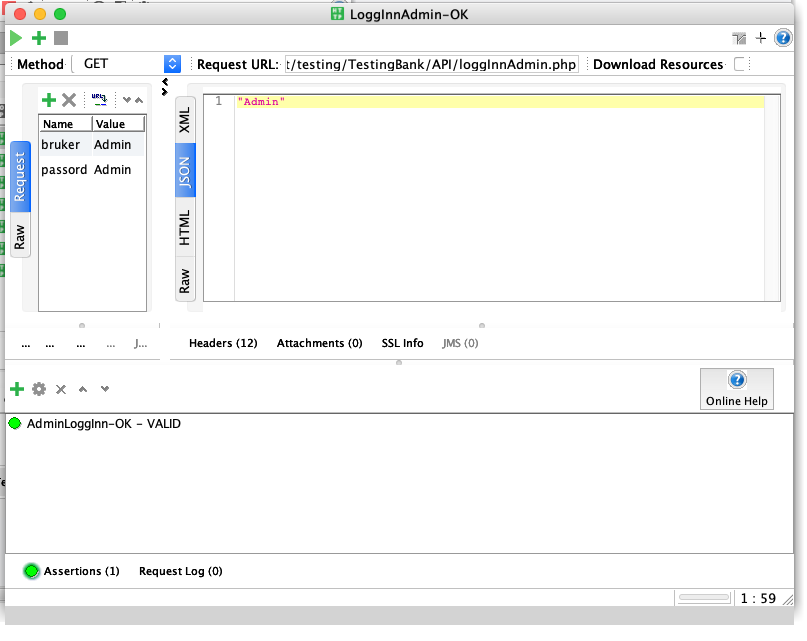 LoggInnAdmin-OK
Method GET Request URL: t/testing/TestingBank/API/loggInnAdmin.php Download Resources
URL
Name Value
bruker Admin
passord Admin
Request
Raw
XML
JSON
HTML
Raw
1 "Admin"
... ... ... ... J...
Headers (12) Attachments (0) SSL Info JMS (0)
Online Help
AdminLoggInn-OK - VALID
Assertions (1) Request Log (0)
1 : 59